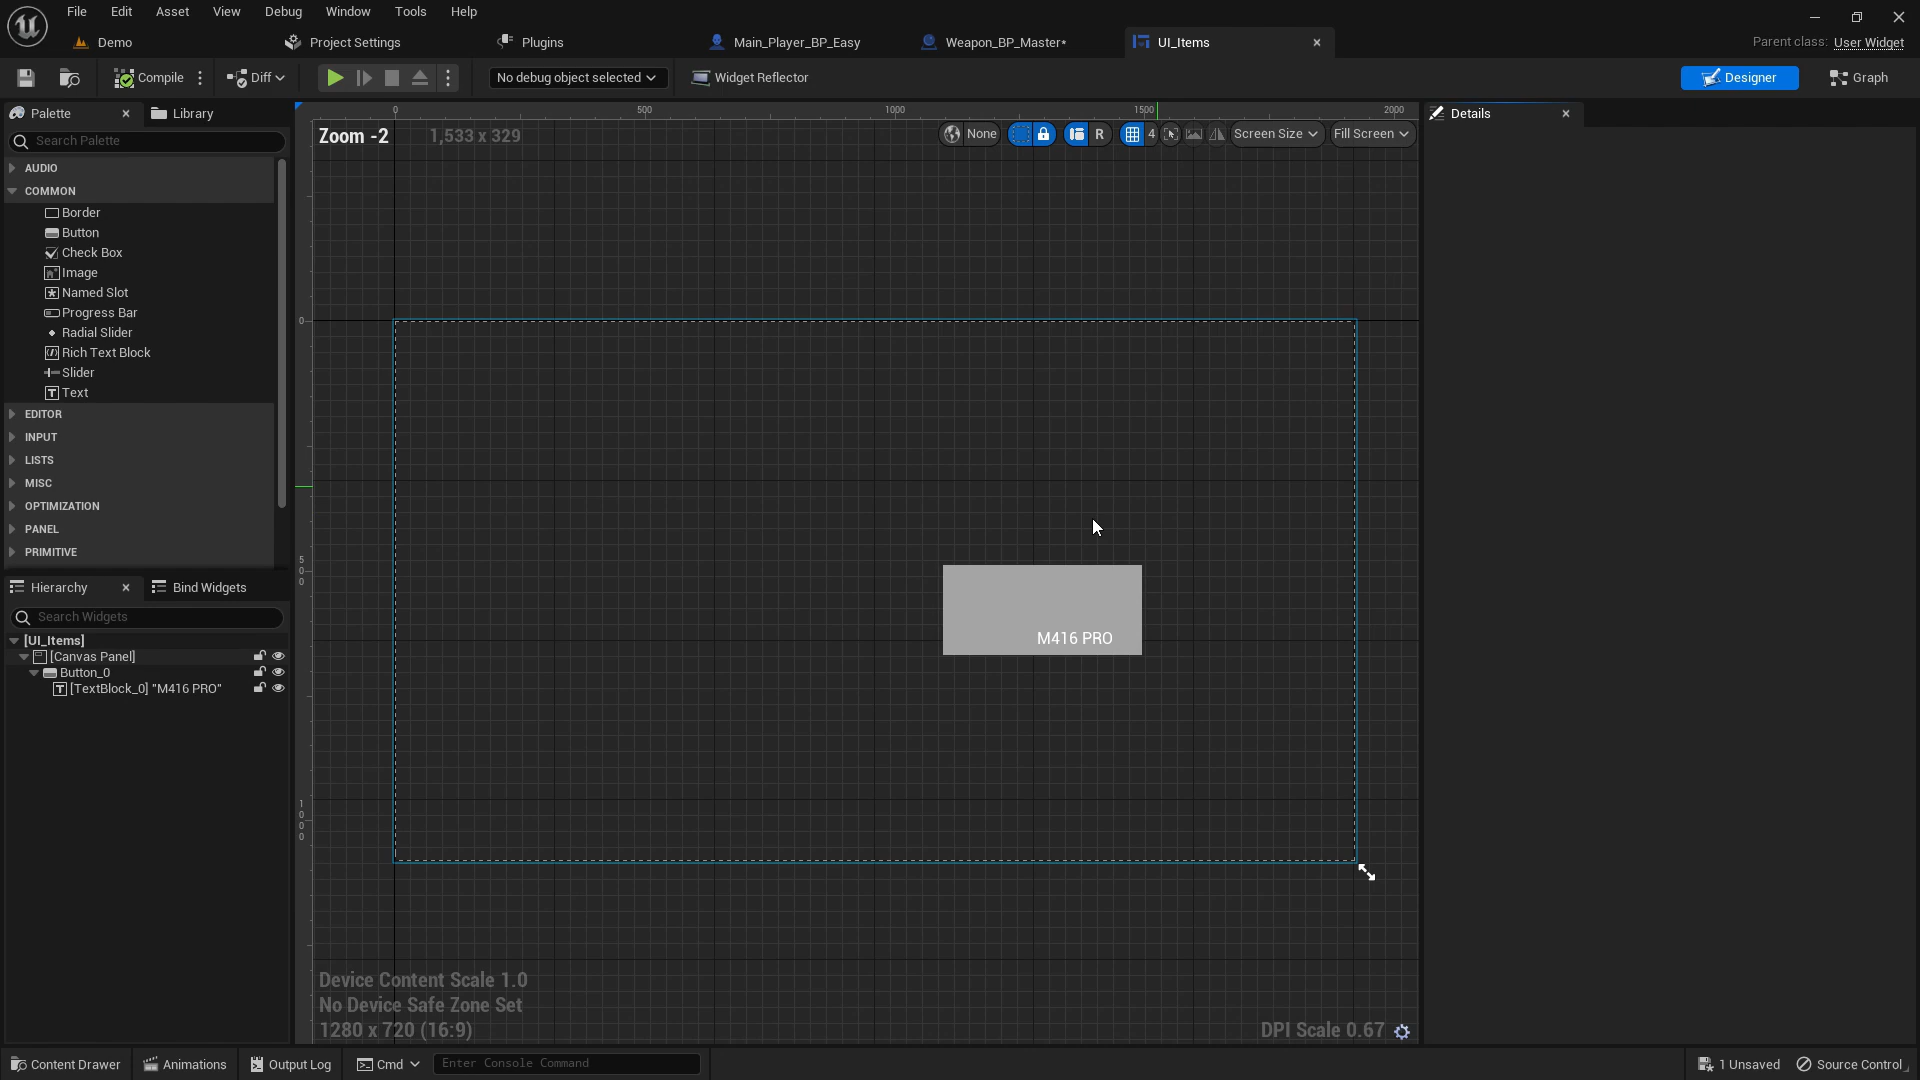 File Edit Asset View Debug Window Tools Help
Demo Project Settings Plugins Main_Player_BP_Easy Weapon_BP_Master* UI_Items Parent class: User Widget
Compile Diff No debug object selected Widget Reflector Designer Graph
Palette Library Details
Search Palette
AUDIO
COMMON
Border
Button
Check Box
Image
Named Slot
Progress Bar
Radial Slider
Rich Text Block
Slider
Text
EDITOR
INPUT
LISTS
MISC
OPTIMIZATION
PANEL
PRIMITIVE
Hierarchy Bind Widgets
Search Widgets
[UI_Items]
[Canvas Panel]
Button_0
[TextBlock_0] "M416 PRO"
0 500 1000 1500 2000
Zoom -2 1,533 x 329 None R 4 Screen Size Fill Screen
0
500
1000
M416 PRO
Device Content Scale 1.0
No Device Safe Zone Set
1280 x 720 (16:9) DPI Scale 0.67
Content Drawer Animations Output Log Cmd Enter Console Command 1 Unsaved Source Control